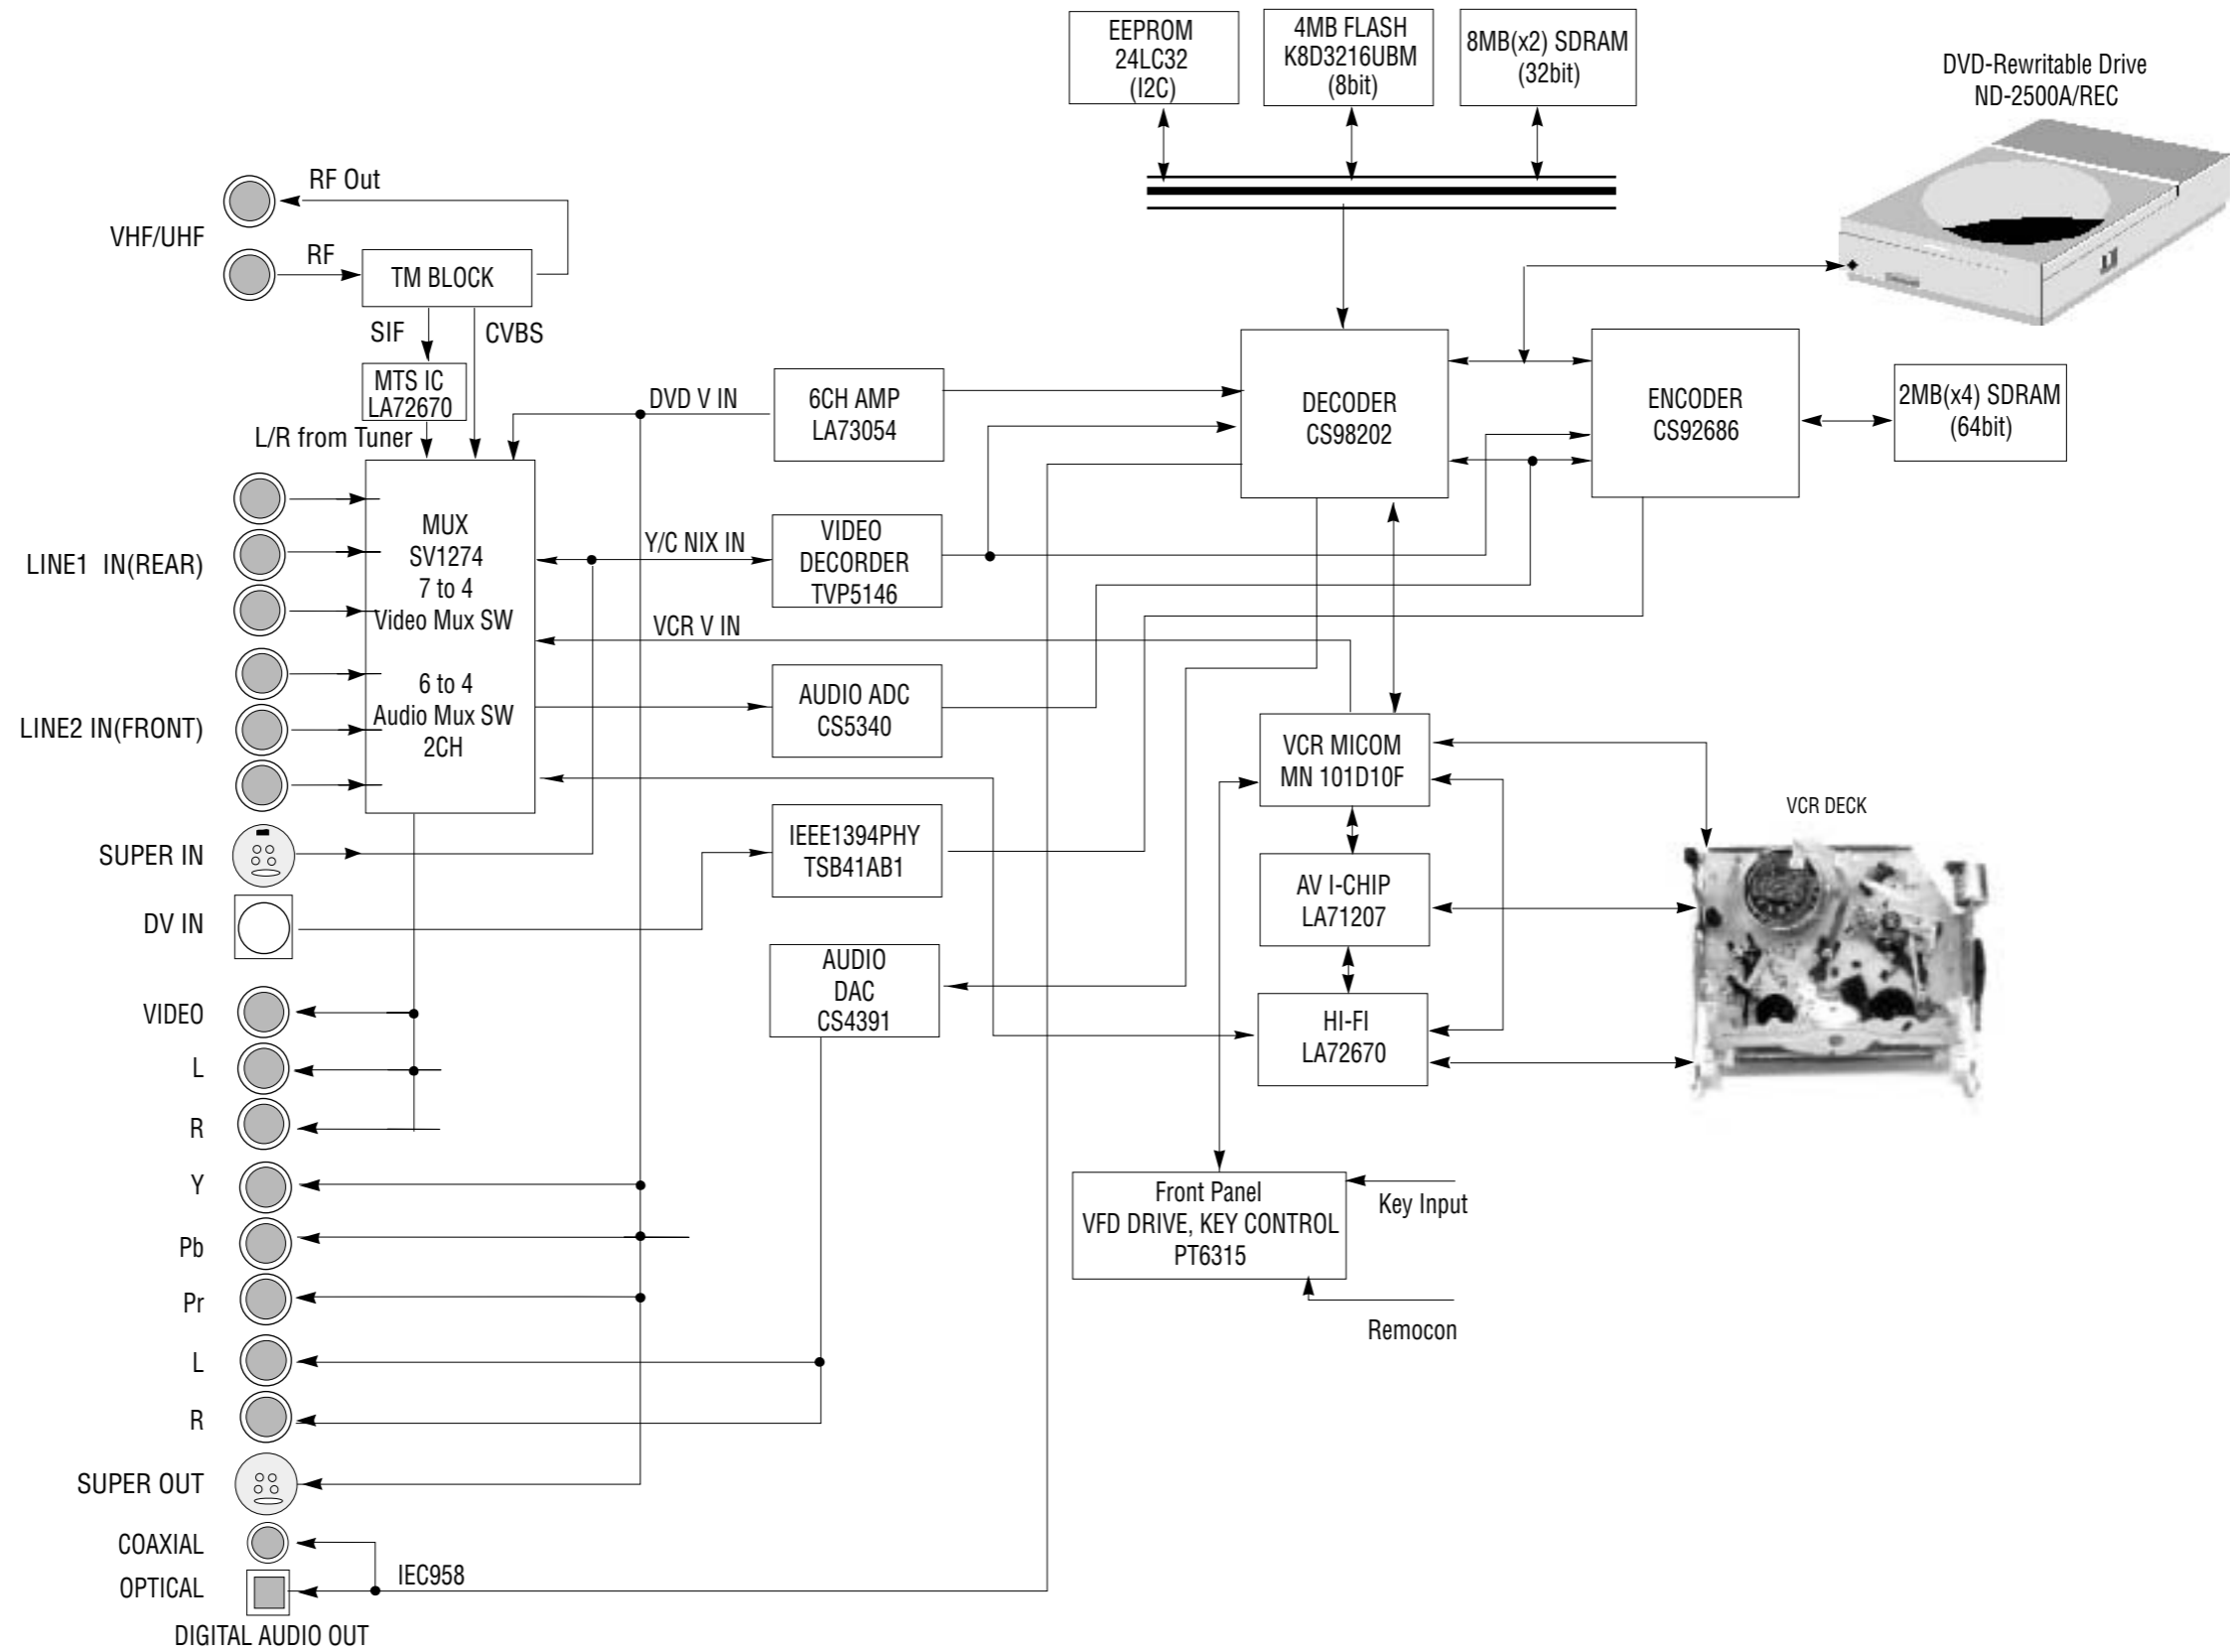 EEPROM
24LC32
(I2C)
4MB FLASH
K8D3216UBM
(8bit)
8MB(x2) SDRAM
(32bit)
DVD-Rewritable Drive
ND-2500A/REC
RF Out
VHF/UHF
RF
TM BLOCK
SIF
CVBS
MTS IC
LA72670
L/R from Tuner
DVD V IN
6CH AMP
LA73054
DECODER
CS98202
ENCODER
CS92686
2MB(x4) SDRAM
(64bit)
LINE1 IN(REAR)
MUX
SV1274
7 to 4
Video Mux SW
6 to 4
Audio Mux SW
2CH
Y/C NIX IN
VIDEO
DECORDER
TVP5146
VCR V IN
LINE2 IN(FRONT)
AUDIO ADC
CS5340
VCR MICOM
MN 101D10F
VCR DECK
SUPER IN
IEEE1394PHY
TSB41AB1
AV I-CHIP
LA71207
DV IN
AUDIO
DAC
CS4391
HI-FI
LA72670
VIDEO
L
R
Y
Pb
Pr
L
R
Front Panel
VFD DRIVE, KEY CONTROL
PT6315
Key Input
Remocon
SUPER OUT
COAXIAL
OPTICAL
IEC958
DIGITAL AUDIO OUT